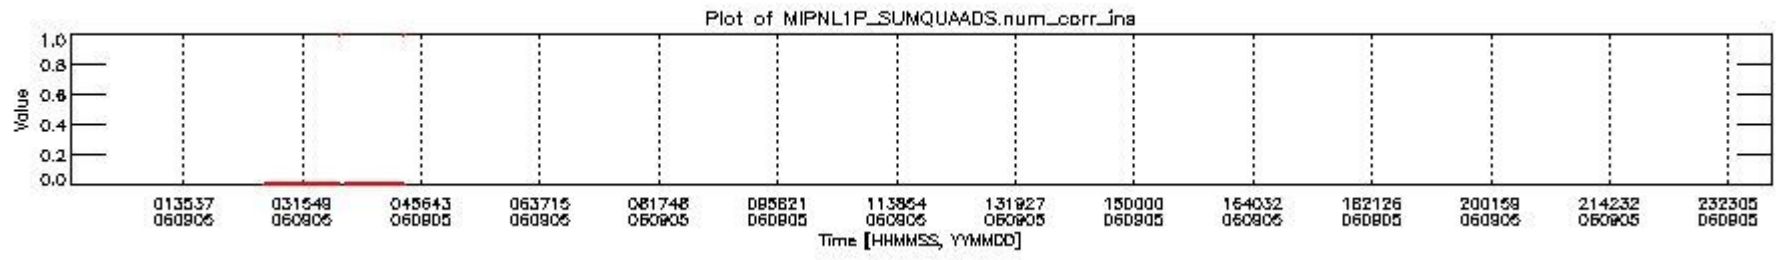 Plot of MIPNL1P_SUMQUAADS.num_corr_ins
1.0
0.8
0.6
0.4
0.2
0.0
Value
013537 031549 045643 063715 081748 095821 113854 131927 150000 164032 182126 200159 214232 232305
060905 060905 060905 060905 060905 060905 060905 060905 060905 060905 060905 060905 060905 060905
Time [HHMMSS, YYMMDD]